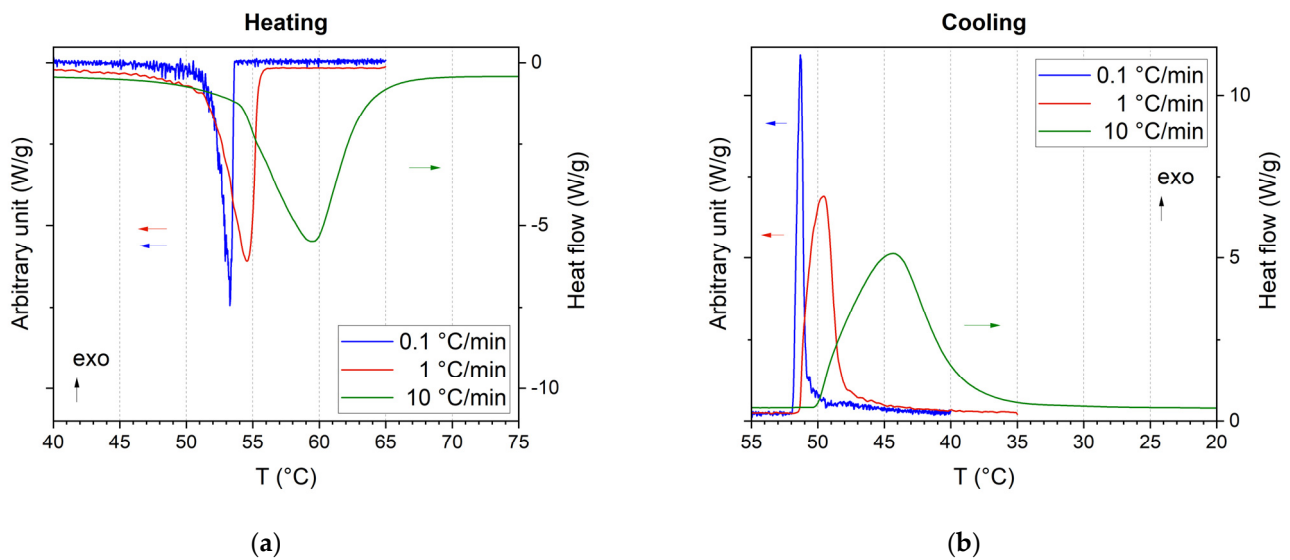 Heating
Arbitrary unit (W/g)
exo
0.1 °C/min
1 °C/min
10 °C/min
0
-5
-10
Heat flow (W/g)
40 45 50 55 60 65 70 75
T (°C)
(a)
Cooling
Arbitrary unit (W/g)
0.1 °C/min
1 °C/min
10 °C/min
exo
10
5
0
Heat flow (W/g)
55 50 45 40 35 30 25 20
T (°C)
(b)